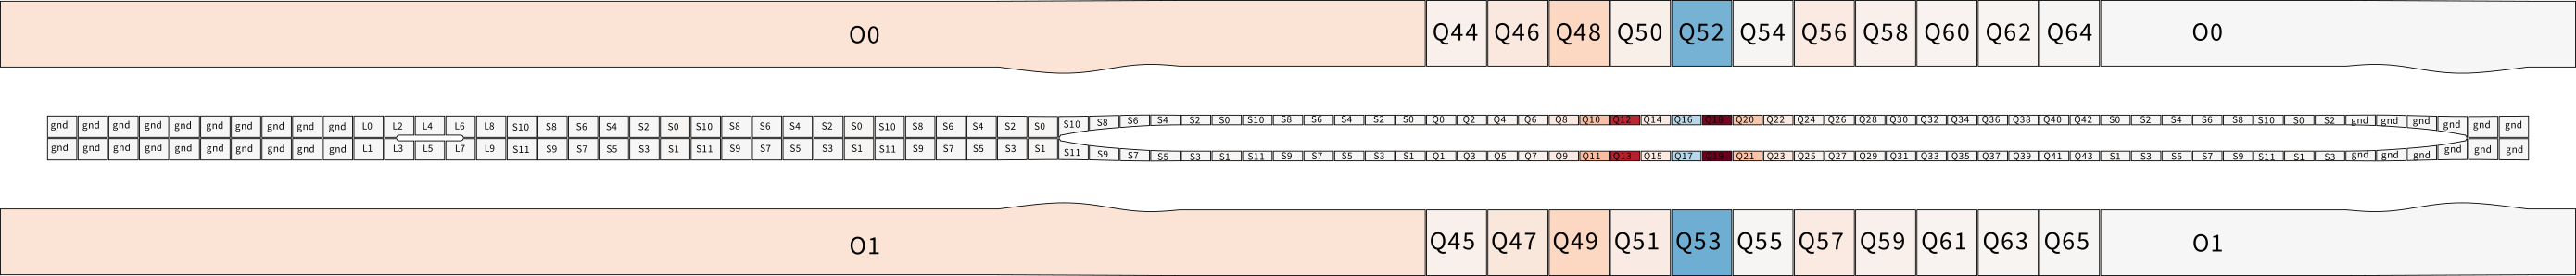 O0 Q44 Q46 Q48 Q50 Q52 Q54 Q56 Q58 Q60 Q62 Q64 O0
gnd gnd gnd gnd gnd gnd gnd gnd gnd gnd L0 L2 L4 L6 L8 S10 S8 S6 S4 S2 S0 S10 S8 S6 S4 S2 S0 S10 S8 S6 S4 S2 S0 S10 S8 S6 S4 S2 S0 S10 S8 S6 S4 S2 S0 Q0 Q2 Q4 Q6 Q8 Q10 Q12 Q14 Q16 Q18 Q20 Q22 Q24 Q26 Q28 Q30 Q32 Q34 Q36 Q38 Q40 Q42 S0 S2 S4 S6 S8 S10 S0 S2 gnd gnd gnd gnd gnd gnd
gnd gnd gnd gnd gnd gnd gnd gnd gnd gnd L1 L3 L5 L7 L9 S11 S9 S7 S5 S3 S1 S11 S9 S7 S5 S3 S1 S11 S9 S7 S5 S3 S1 S11 S9 S7 S5 S3 S1 S11 S9 S7 S5 S3 S1 Q1 Q3 Q5 Q7 Q9 Q11 Q13 Q15 Q17 Q19 Q21 Q23 Q25 Q27 Q29 Q31 Q33 Q35 Q37 Q39 Q41 Q43 S1 S3 S5 S7 S9 S11 S1 S3 gnd gnd gnd gnd gnd gnd
O1 Q45 Q47 Q49 Q51 Q53 Q55 Q57 Q59 Q61 Q63 Q65 O1